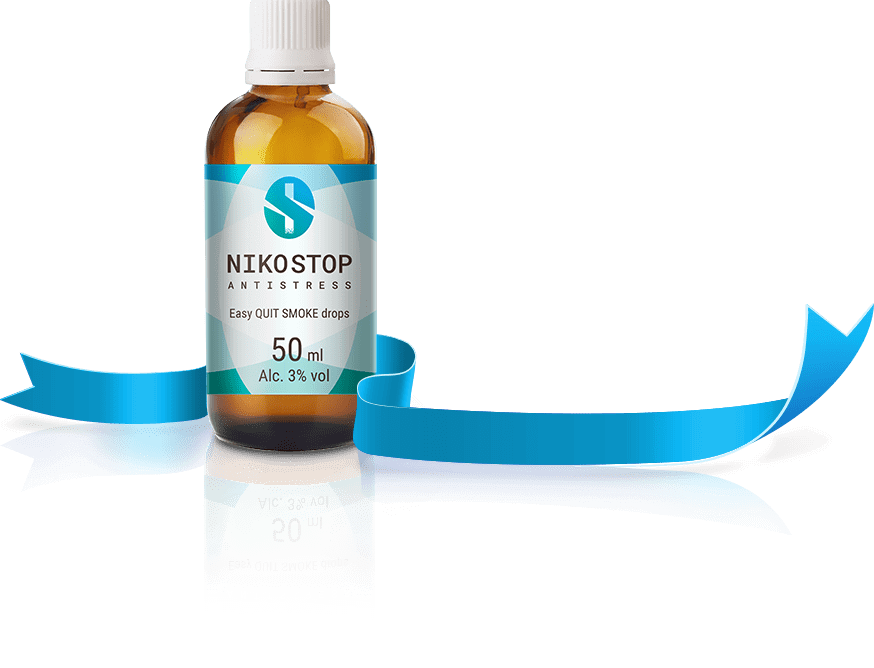 NIKOSTOP
ANTISTRESS
Easy QUIT SMOKE drops
50 ml
Alc. 3% vol